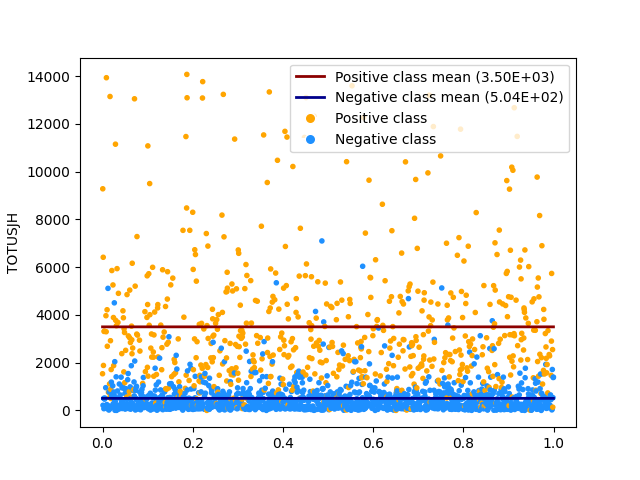 Positive class mean (3.50E+03)
Negative class mean (5.04E+02)
Positive class
Negative class
TOTUSJH
14000
12000
10000
8000
6000
4000
2000
0
0.0 0.2 0.4 0.6 0.8 1.0